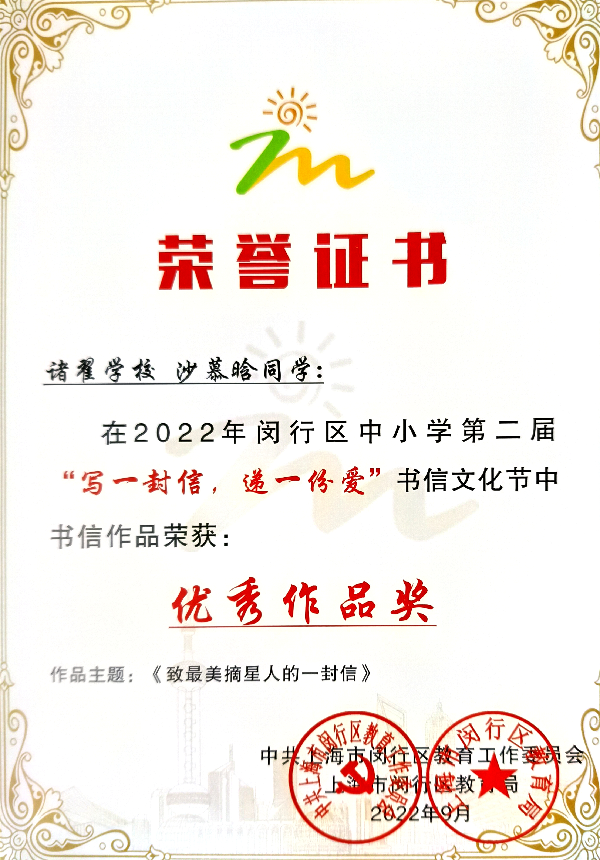 荣誉证书
诸翟学校 沙慕晗同学:
在2022年闵行区中小学第二届
“写一封信，递一份爱”书信文化节中
书信作品荣获：
优秀作品奖
作品主题：《致最美摘星人的一封信》
中共上海市闵行区教育工作委员会
上海市闵行区教育局
2022年9月
中共上海市闵行区教育工作委员会
上海市闵行区教育局